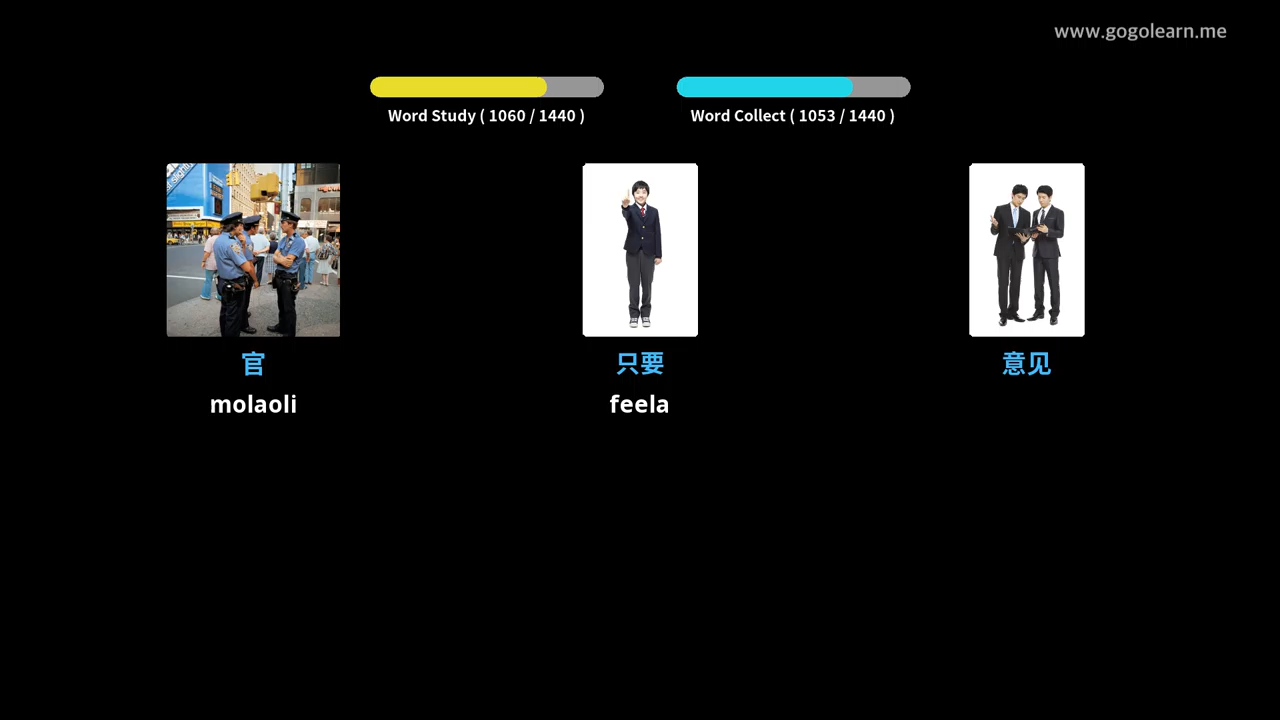 www.gogolearn.me
Word Study ( 1060 / 1440 )
Word Collect ( 1053 / 1440 )
官
只要
意见
molaoli
feela